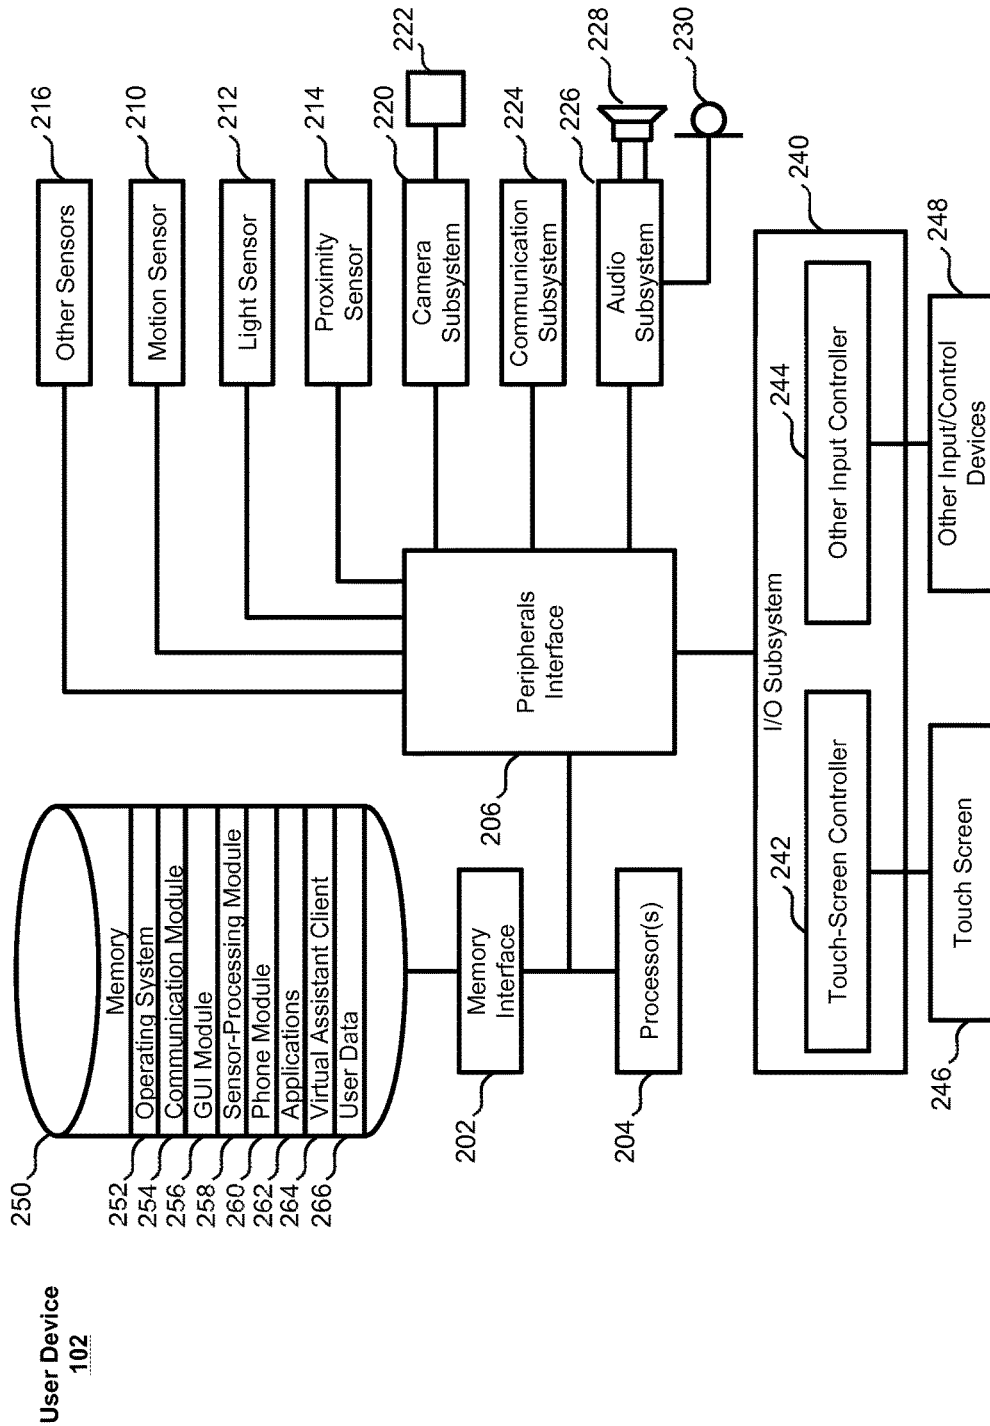 User Device
102
250
Memory
252
Operating System
254
Communication Module
256
GUI Module
258
Sensor-Processing Module
260
Phone Module
262
Applications
264
Virtual Assistant Client
266
User Data
202
Memory
Interface
204
Processor(s)
206
Peripherals
Interface
Other Sensors
216
Motion Sensor
210
Light Sensor
212
Proximity
Sensor
214
Camera
Subsystem
220
222
Communication
Subsystem
224
Audio
Subsystem
226
228
230
I/O Subsystem
240
242
Touch-Screen Controller
244
Other Input Controller
246
Touch Screen
Other Input/Control
Devices
248